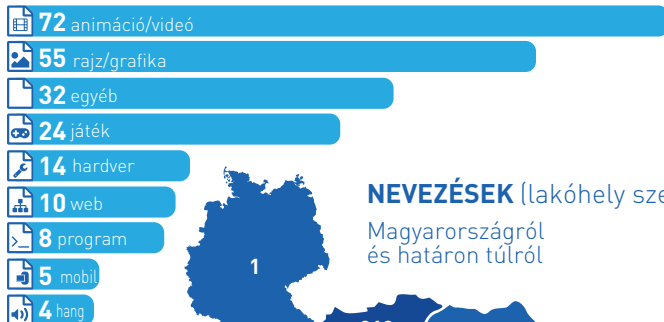 72 animáció/videó
55 rajz/grafika
32 egyéb
24 játék
14 hardver
10 web
8 program
5 mobil
4 hang
NEVEZÉSEK (lakóhely sze
Magyarországról
és határon túlról
1